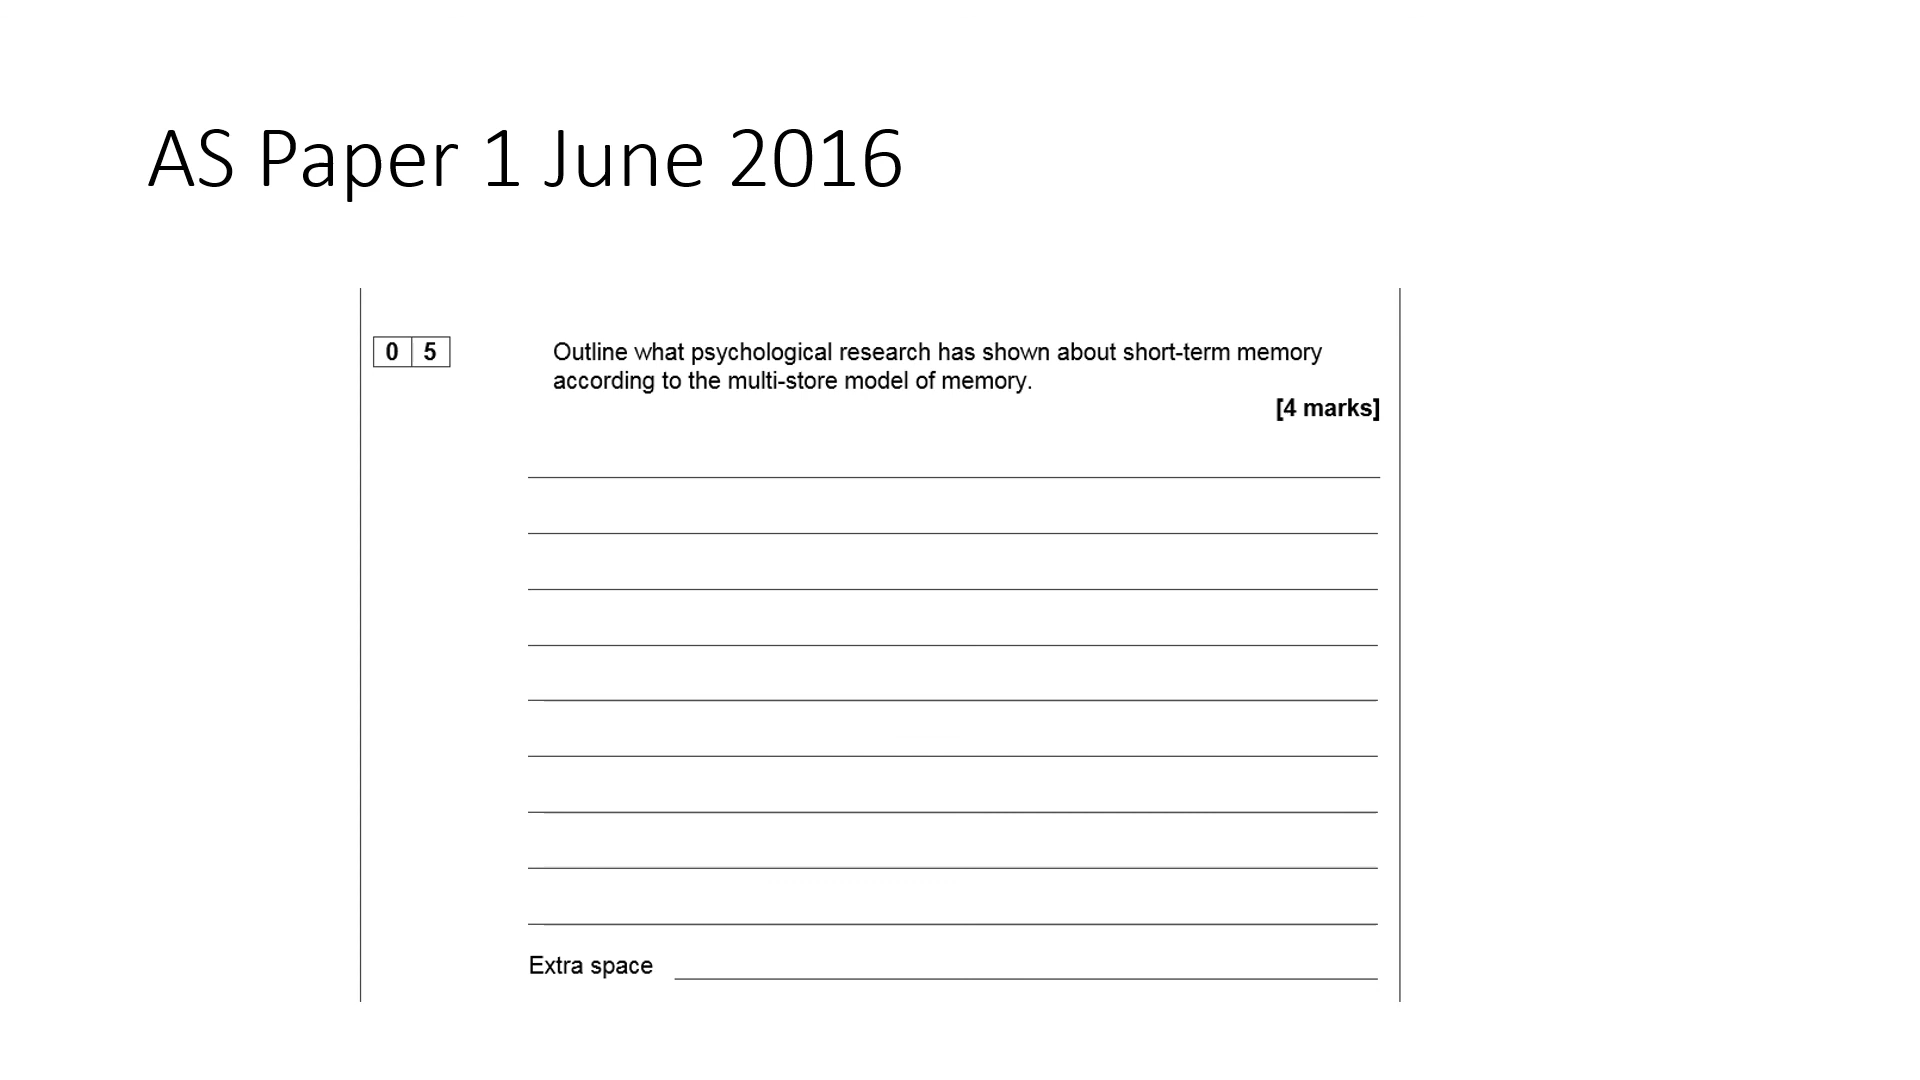 AS Paper 1 June 2016
0 5
Outline what psychological research has shown about short-term memory
according to the multi-store model of memory.
[4 marks]
Extra space